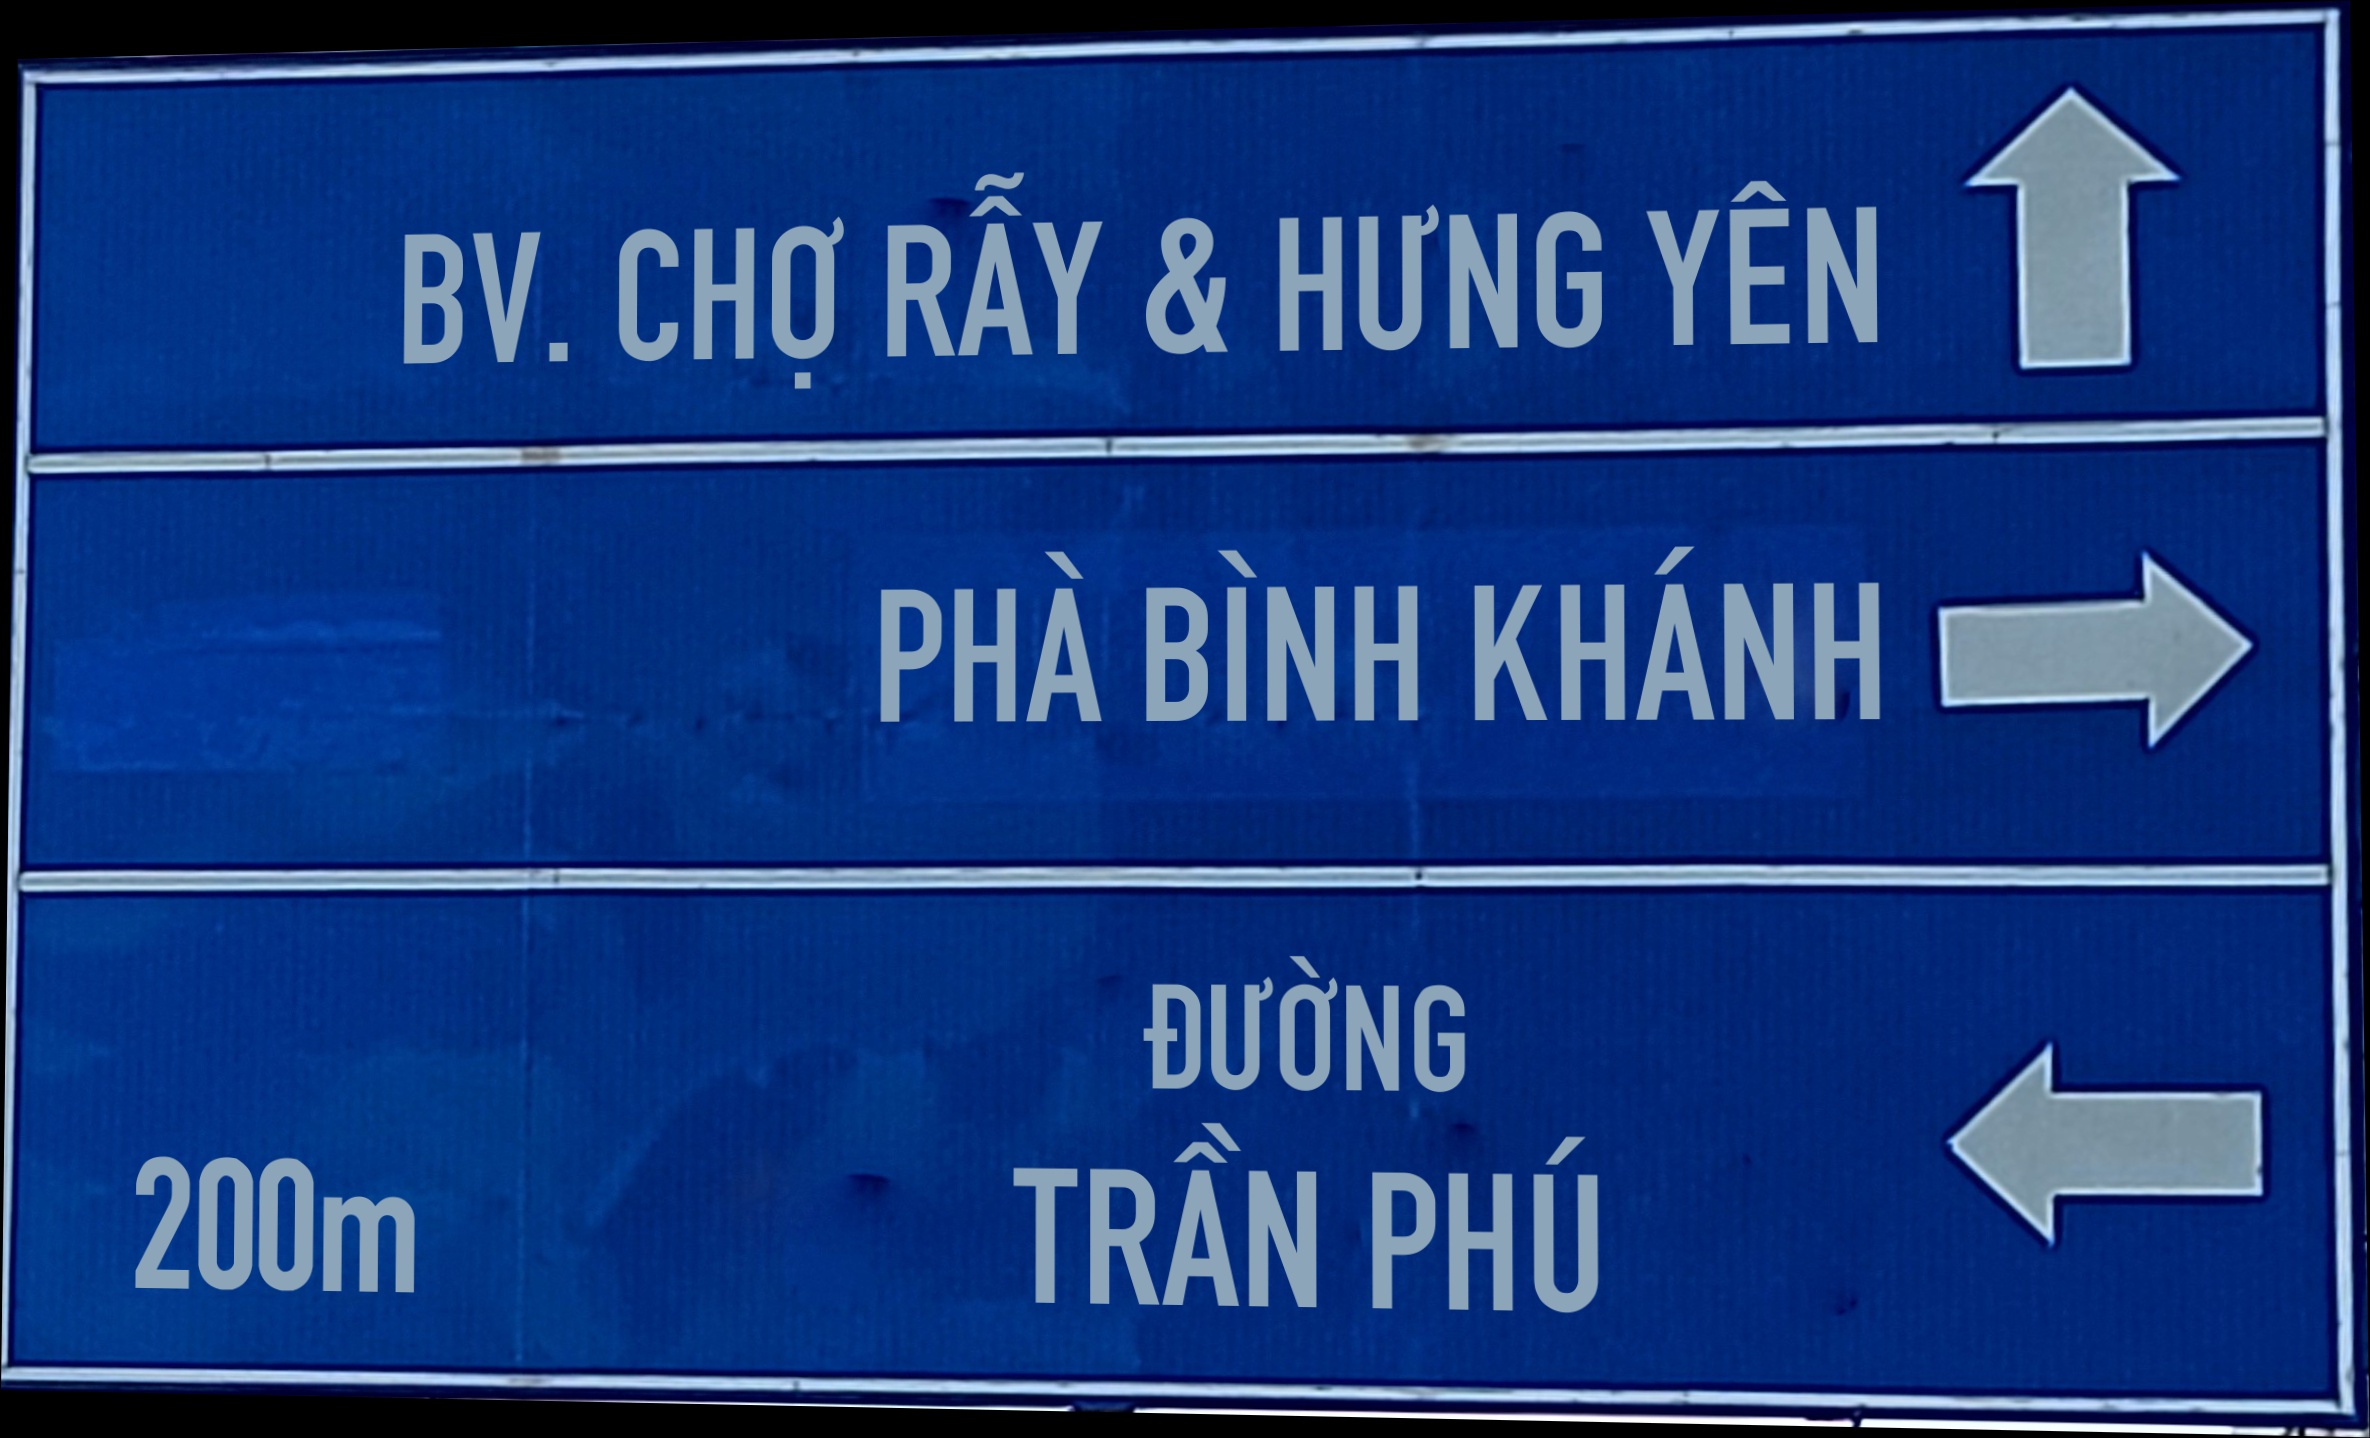 BV. CHỢ RẪY & HƯNG YÊN
PHÀ BÌNH KHÁNH
ĐƯỜNG
TRẦN PHÚ
200m